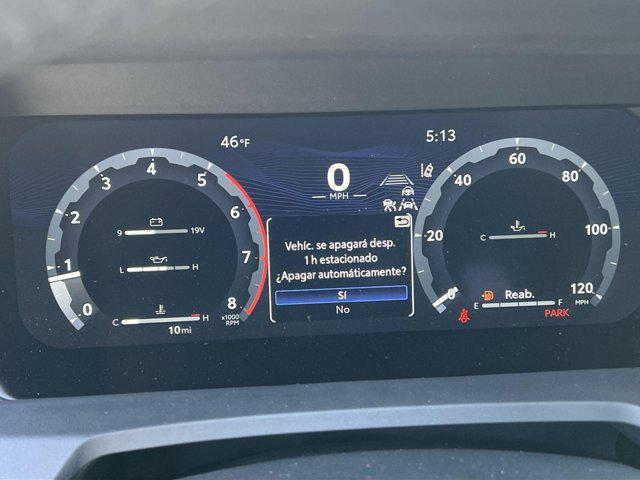 46°F
5:13
0
MPH
0
1
2
3
4
5
6
7
8
x1000
RPM
9
19V
L
H
C
H
10 mi
Vehíc. se apagará desp.
1 h estacionado
¿Apagar automáticamente?
Sí
No
0
20
40
60
80
100
120
MPH
C
H
Reab.
E
F
PARK